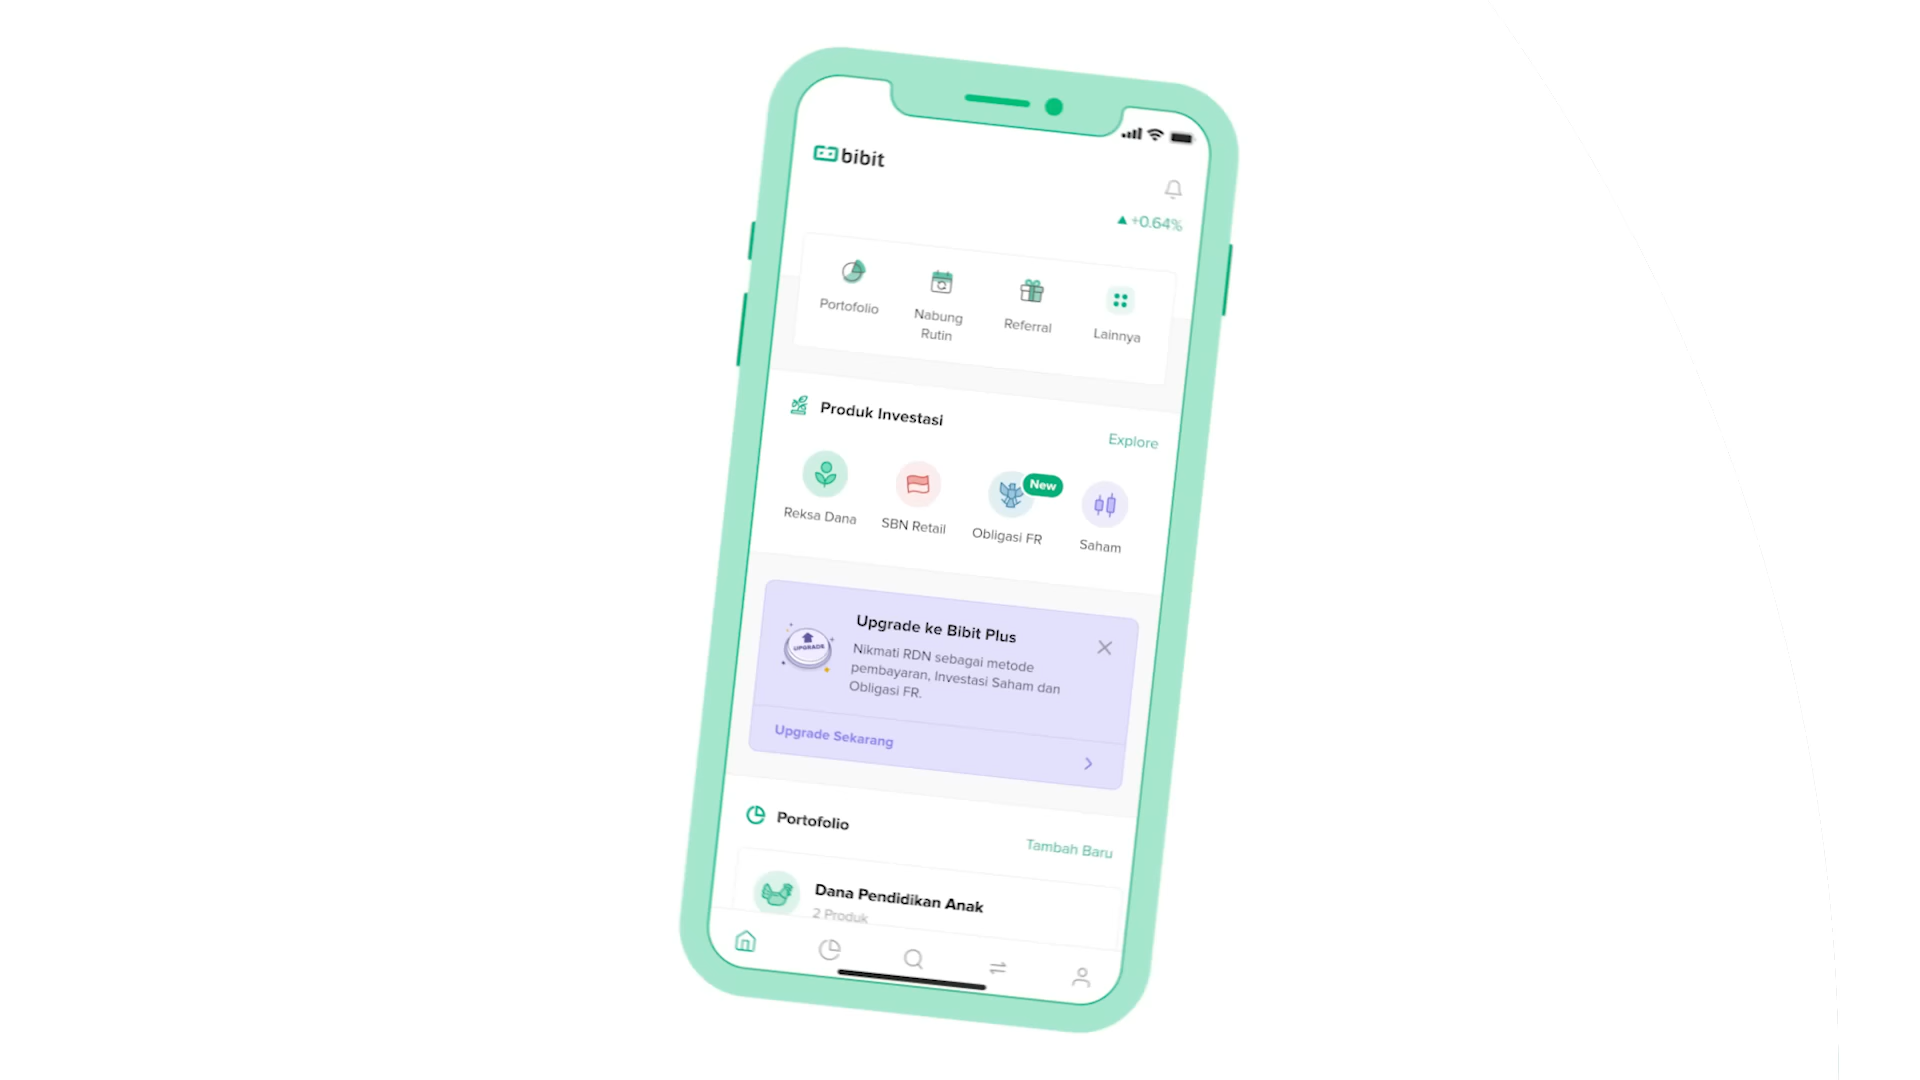 bibit
+0.64%
Portofolio
Nabung
Rutin
Referral
Lainnya
Produk Investasi
Explore
New
Reksa Dana
SBN Retail
Obligasi FR
Saham
UPGRADE
Upgrade ke Bibit Plus
Nikmati RDN sebagai metode
pembayaran, Investasi Saham dan
Obligasi FR.
Upgrade Sekarang
Portofolio
Tambah Baru
Dana Pendidikan Anak
2 Produk